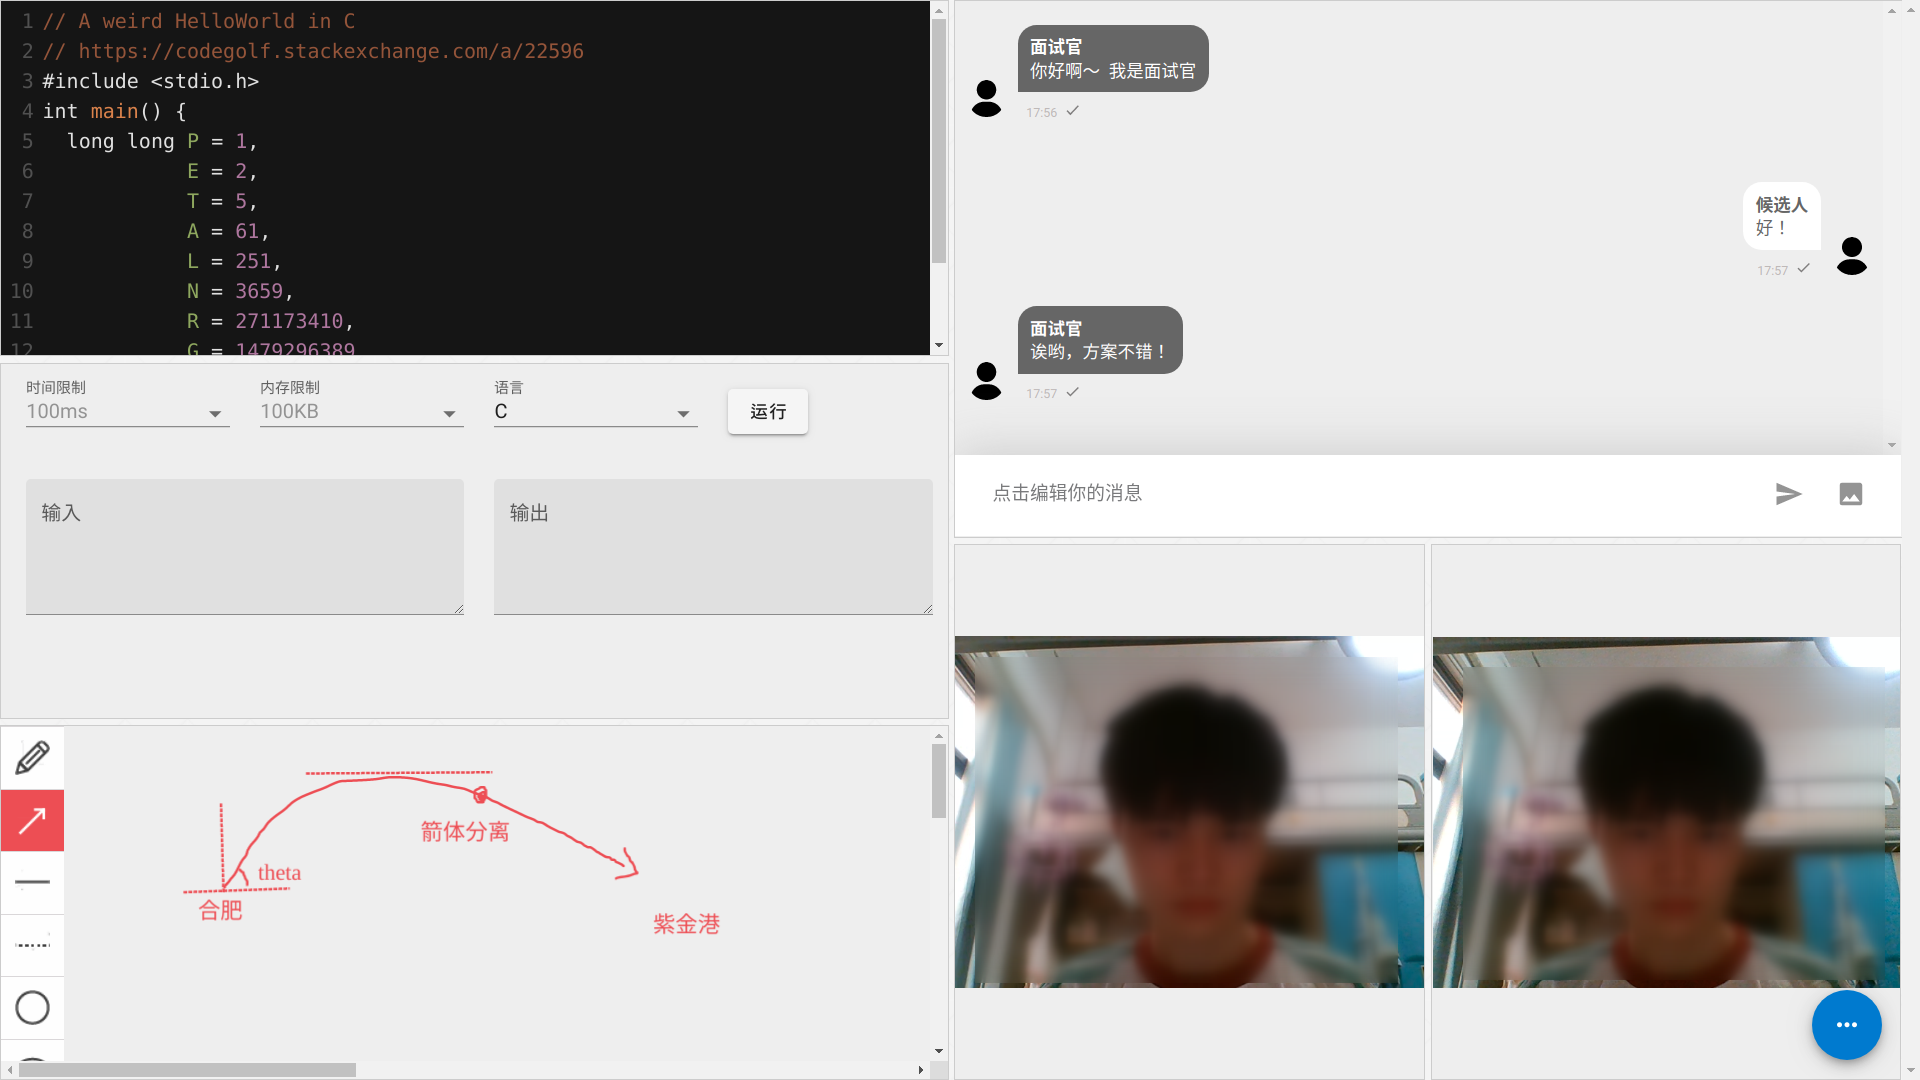 1 // A weird HelloWorld in C
2 // https://codegolf.stackexchange.com/a/22596
3 #include <stdio.h>
4 int main() {
5 long long P = 1,
6 E = 2,
7 T = 5,
8 A = 61,
9 L = 251,
10 N = 3659,
11 R = 271173410,
12 G = 1479296389
时间限制
100ms
内存限制
100KB
语言
C
运行
输入
输出
theta
合肥
箭体分离
紫金港
面试官
你好啊～ 我是面试官
17:56
候选人
好！
17:57
面试官
诶哟，方案不错！
17:57
点击编辑你的消息